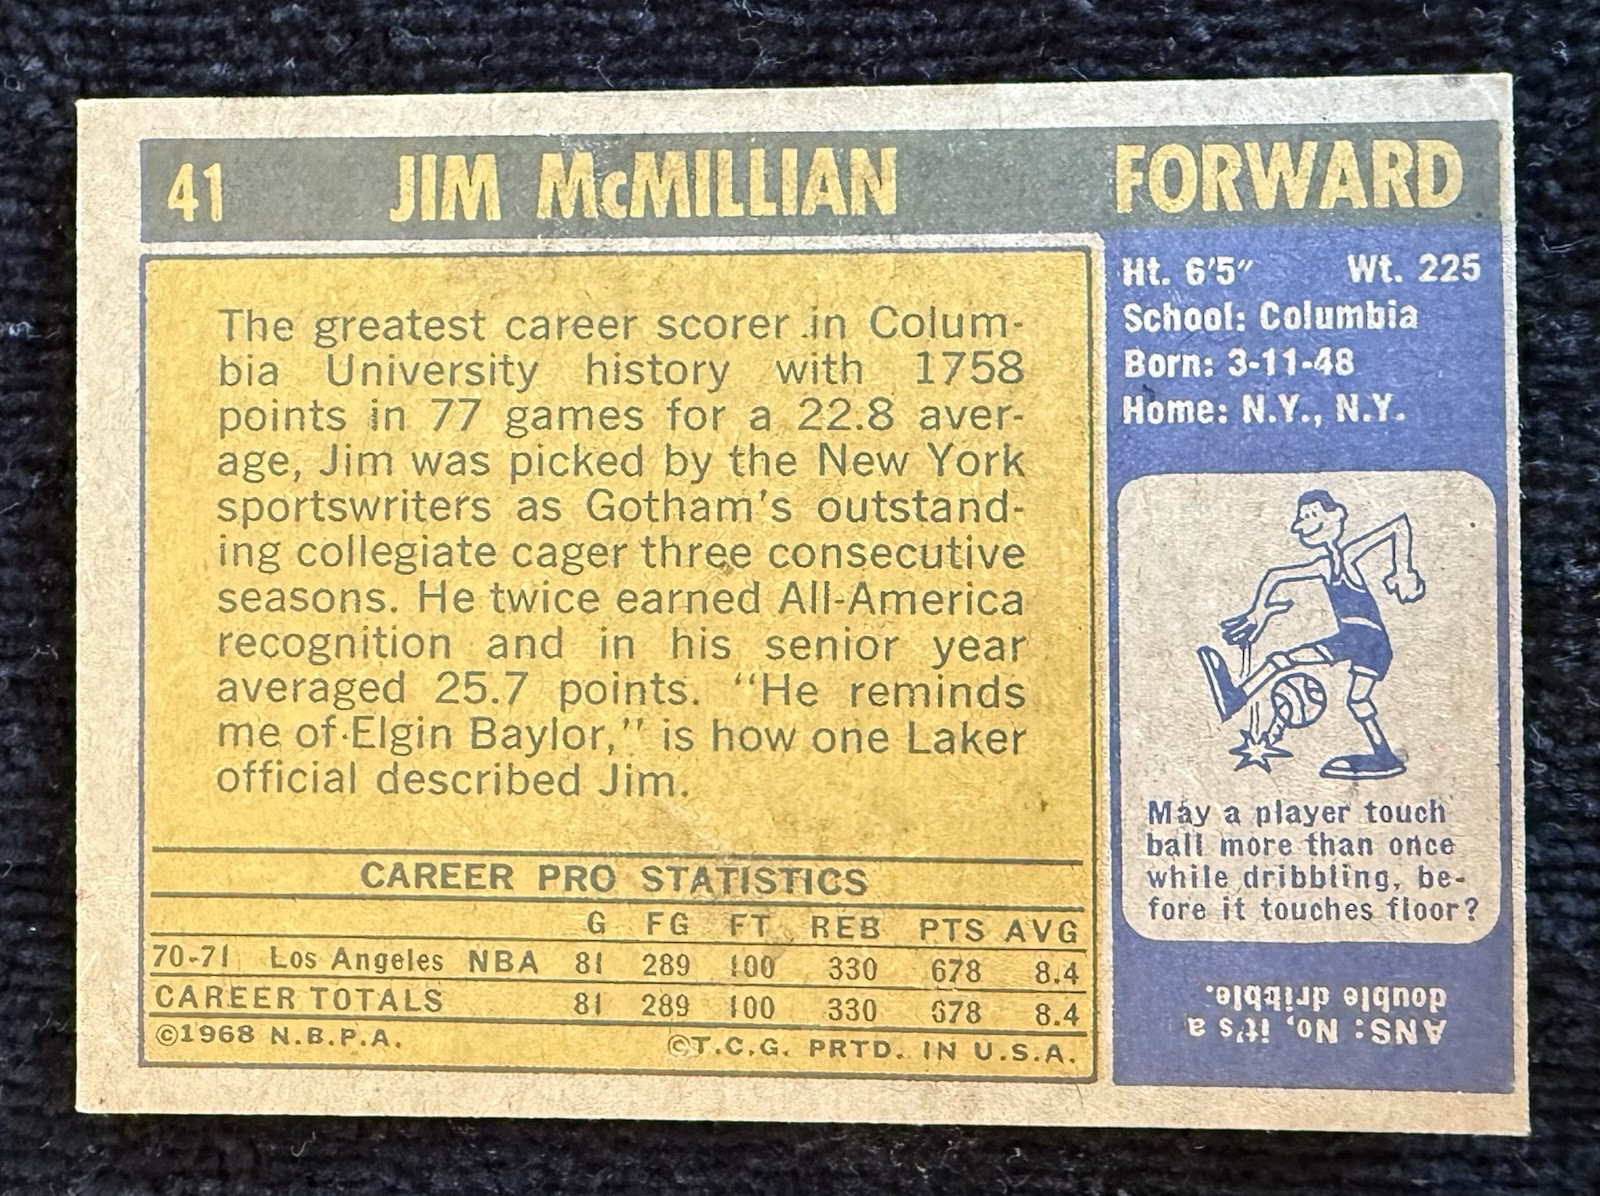 41 JIM McMILLIAN FORWARD
The greatest career scorer in Colum-
bia University history with 1758
points in 77 games for a 22.8 aver-
age, Jim was picked by the New York
sportswriters as Gotham's outstand-
ing collegiate cager three consecutive
seasons. He twice earned All-America
recognition and in his senior year
averaged 25.7 points. "He reminds
me of Elgin Baylor," is how one Laker
official described Jim.
CAREER PRO STATISTICS
G FG FT REB PTS AVG
70-71 Los Angeles NBA 81 289 100 330 678 8.4
CAREER TOTALS 81 289 100 330 678 8.4
©1968 N.B.P.A. ©T.C.G. PRTD. IN U.S.A.
Ht. 6'5" Wt. 225
School: Columbia
Born: 3-11-48
Home: N.Y., N.Y.
May a player touch
ball more than once
while dribbling, be-
fore it touches floor?
ANS: No, it's a
double dribble.